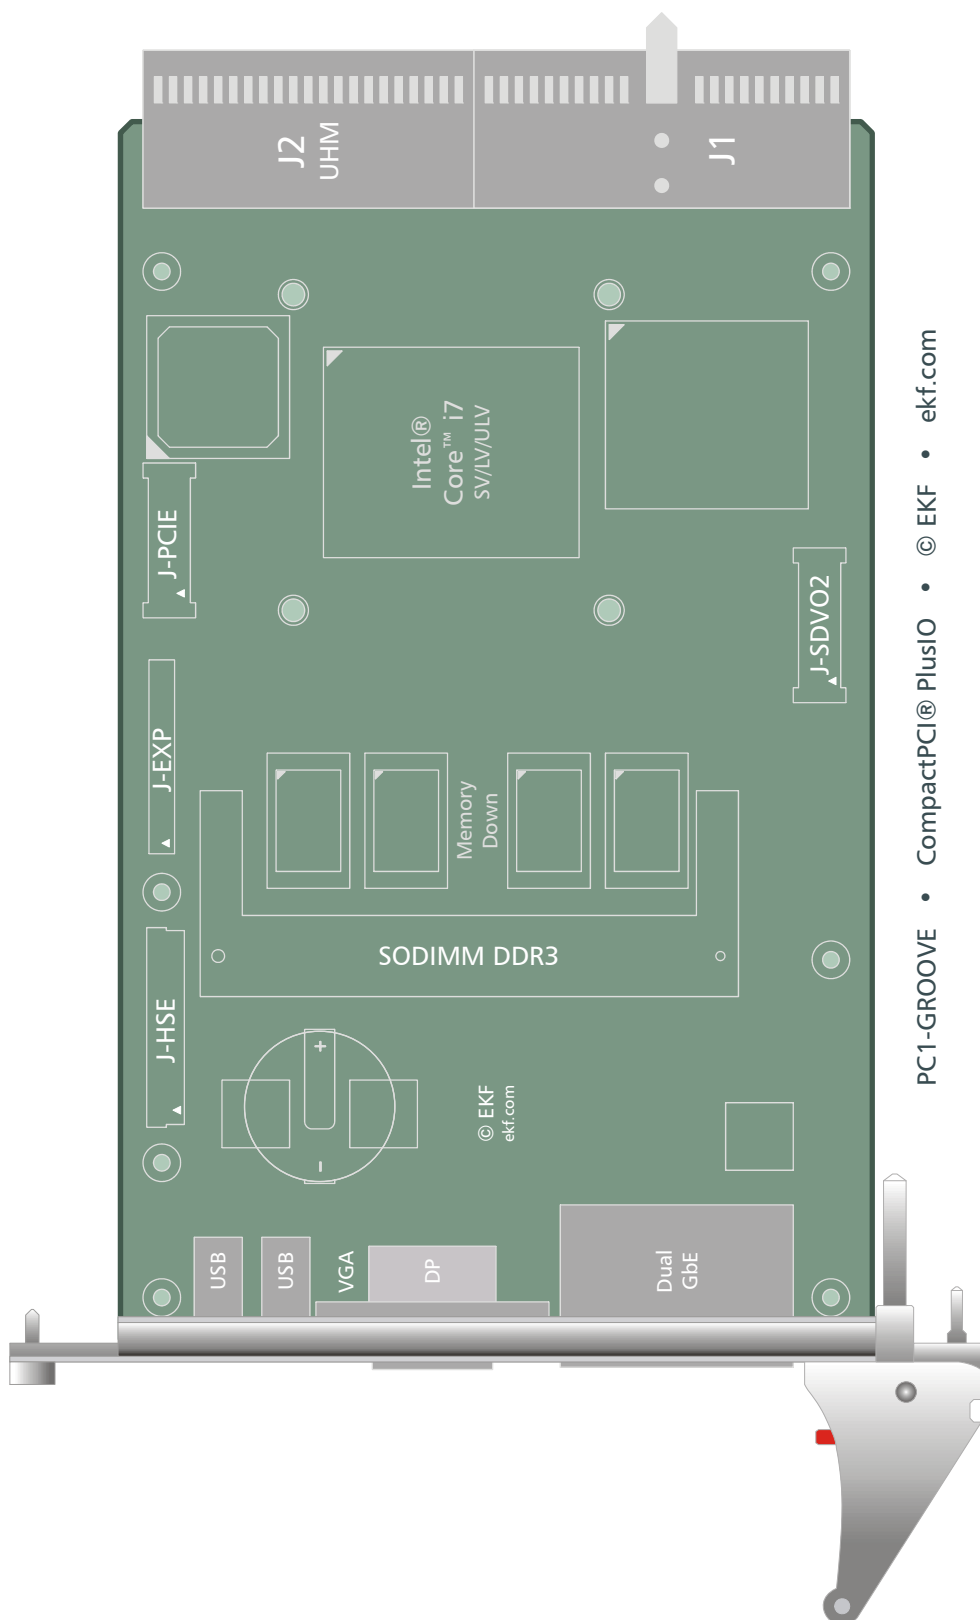 J2
UHM
J1
Intel®
Core™ i7
SV/LV/ULV
J-PCIE
J-SDVO2
J-EXP
Memory
Down
SODIMM DDR3
J-HSE
+
–
© EKF
ekf.com
USB
USB
VGA
DP
Dual
GbE
PC1-GROOVE • CompactPCI® PlusIO • © EKF • ekf.com